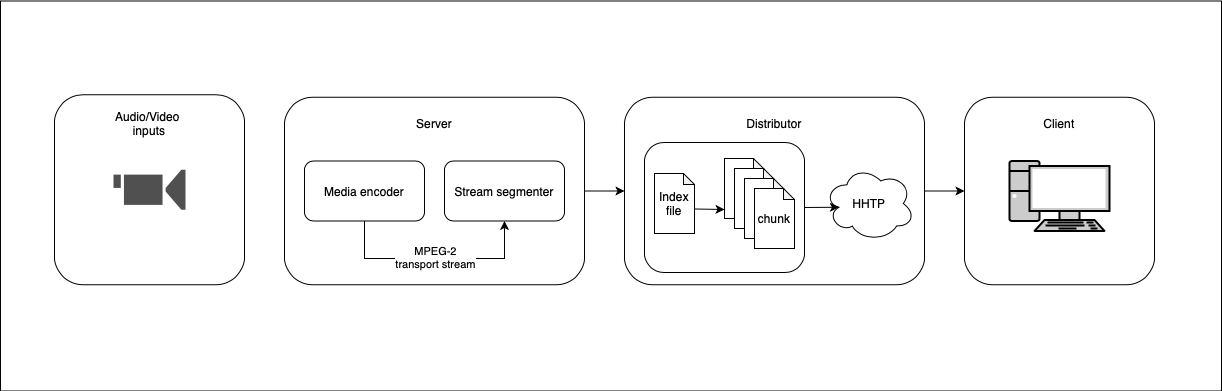 Audio/Video
inputs
Server
Media encoder
Stream segmenter
MPEG-2
transport stream
Distributor
Index
file
chunk
HHTP
Client